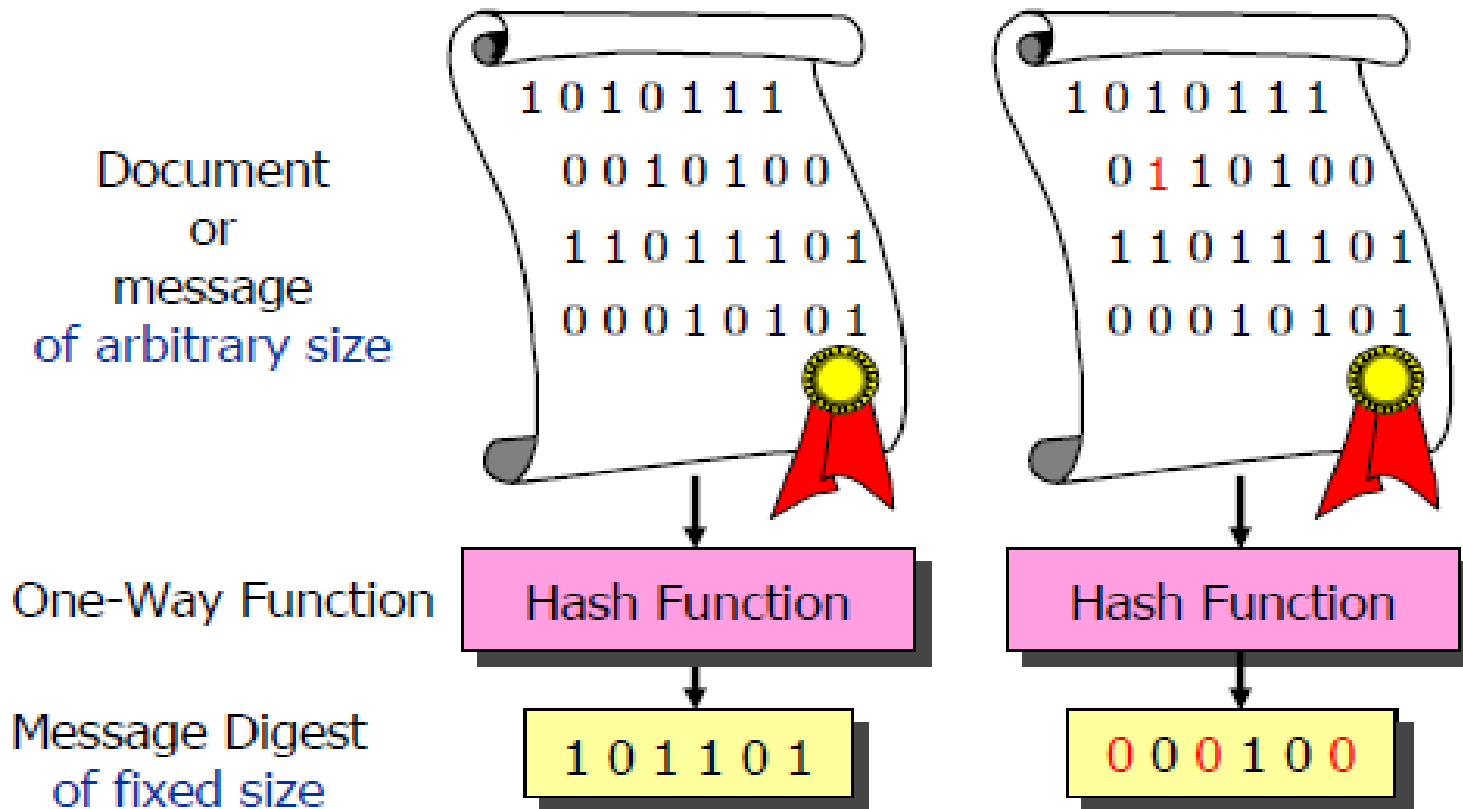 Document
or
message
of arbitrary size
1 0 1 0 1 1 1
0 0 1 0 1 0 0
1 1 0 1 1 1 0 1
0 0 0 1 0 1 0 1
1 0 1 0 1 1 1
0 1 1 0 1 0 0
1 1 0 1 1 1 0 1
0 0 0 1 0 1 0 1
One-Way Function
Hash Function
Hash Function
Message Digest
of fixed size
1 0 1 1 0 1
0 0 0 1 0 0